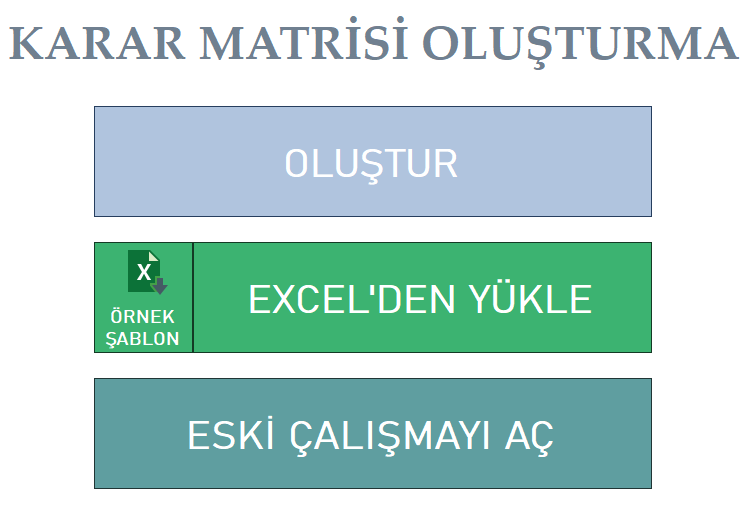 KARAR MATRİSİ OLUŞTURMA
OLUŞTUR
X
ÖRNEK
ŞABLON
EXCEL'DEN YÜKLE
ESKİ ÇALIŞMAYI AÇ